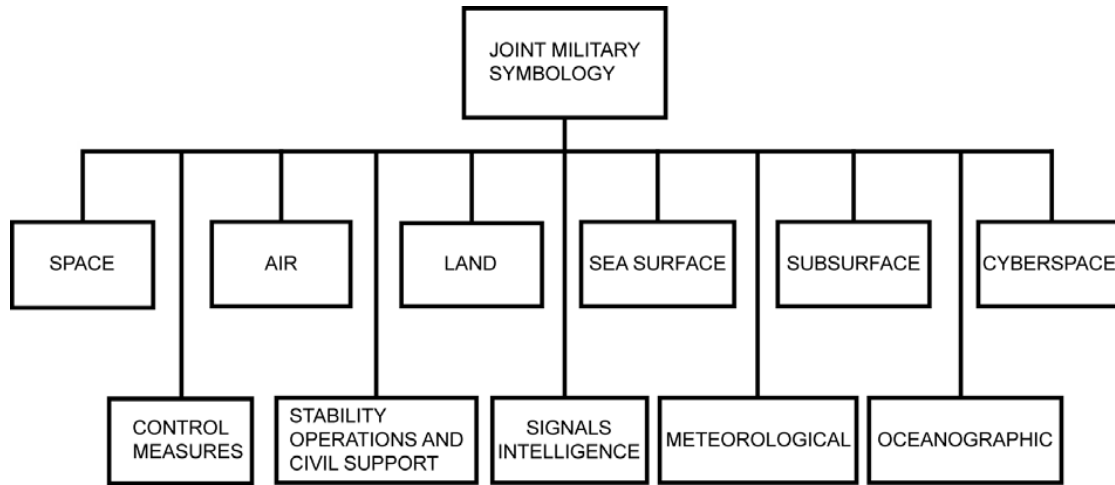 JOINT MILITARY
SYMBOLOGY
SPACE
AIR
LAND
SEA SURFACE
SUBSURFACE
CYBERSPACE
CONTROL
MEASURES
STABILITY
OPERATIONS AND
CIVIL SUPPORT
SIGNALS
INTELLIGENCE
METEOROLOGICAL
OCEANOGRAPHIC